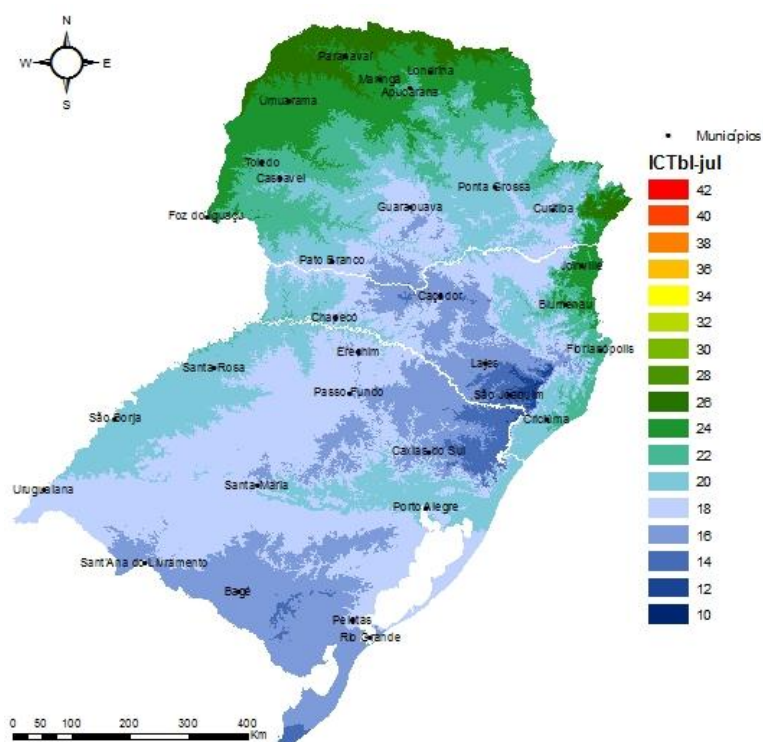 N
W E
S
Paranavaí
Londrina
Maringá
Apucarana
Umuarama
Toledo
Cascavel
Ponta Grossa
Guarapuava
Curitiba
Foz do Iguaçu
Pato Branco
Joinville
Caçador
Blumenau
Chapecó
Florianópolis
Erechim
Lajes
Santa Rosa
Passo Fundo
São Joaquim
São Borja
Criciúma
Caxias do Sul
Santa Maria
Uruguaiana
Porto Alegre
Sant'Ana do Livramento
Bagé
Pelotas
Rio Grande
Municípios
ICTbl-jul
42
40
38
36
34
32
30
28
26
24
22
20
18
16
14
12
10
0 50 100 200 300 400
Km